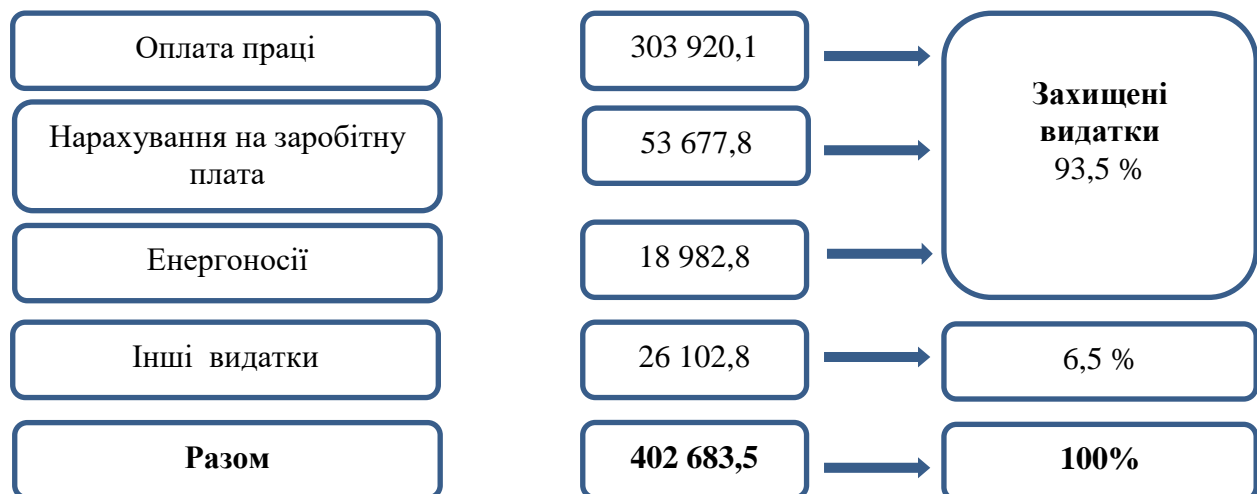 Оплата праці 303 920,1
Захищені
видатки
93,5 %
Нарахування на заробітну
плата
53 677,8
Енергоносії 18 982,8
Інші видатки 26 102,8 6,5 %
Разом 402 683,5 100%